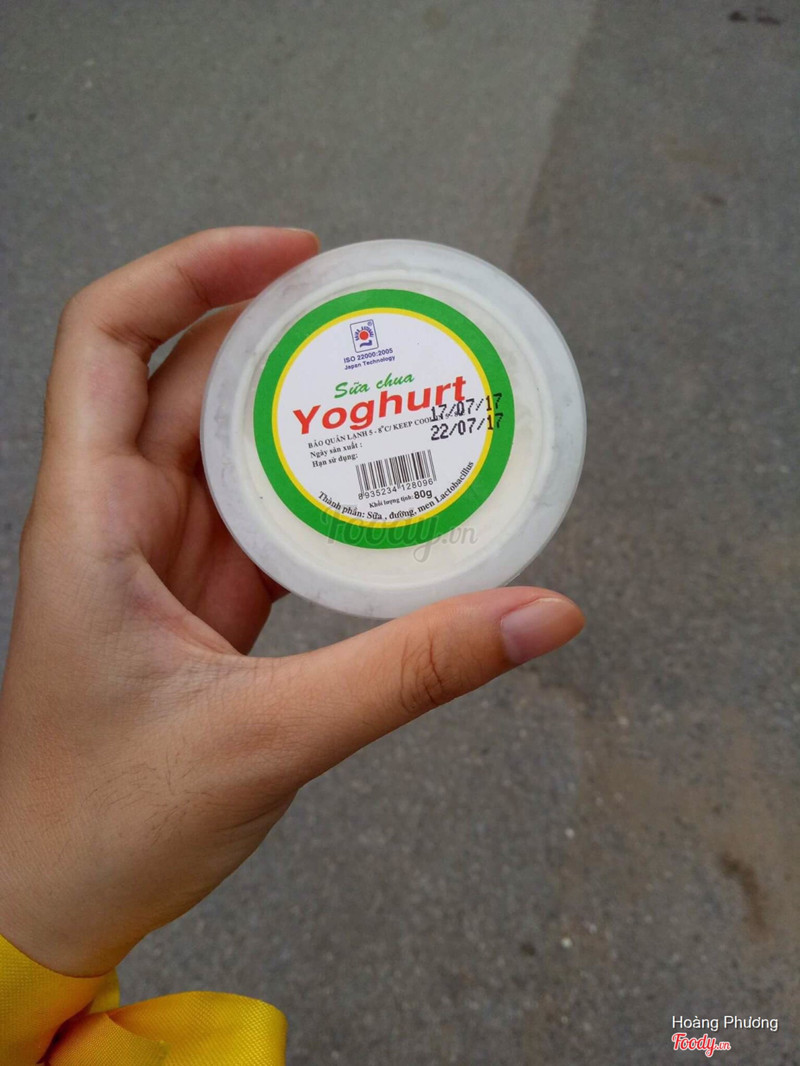 ISO 22000:2005
Japan Technology
Sữa chua
Yoghurt
BẢO QUẢN LẠNH 5 - 8°C/ KEEP COOL
Ngày sản xuất :
17/07/17
Hạn sử dụng:
22/07/17
8935234128096
Khối lượng tịnh: 80g
Thành phần: Sữa , đường, men Lactobacillus
Foody.vn
Hoàng Phương
Foody.vn